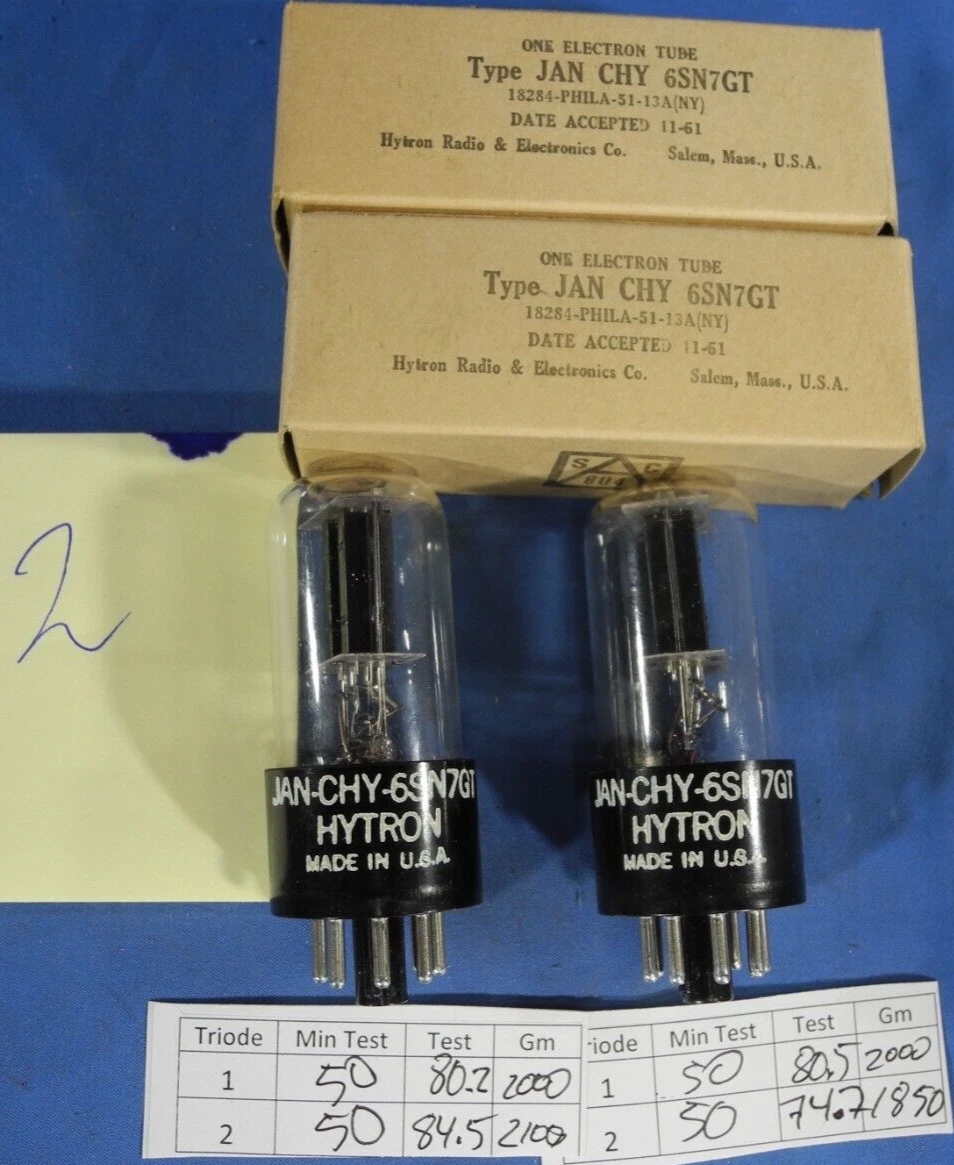 ONE ELECTRON TUBE
Type JAN CHY 6SN7GT
18284-PHILA-51-13A(NY)
DATE ACCEPTED 11-61
Hytron Radio & Electronics Co. Salem, Mass., U.S.A.
ONE ELECTRON TUBE
Type JAN CHY 6SN7GT
18284-PHILA-51-13A(NY)
DATE ACCEPTED 11-61
Hytron Radio & Electronics Co. Salem, Mass., U.S.A.
S C
604
2
JAN-CHY-6SN7GT
HYTRON
MADE IN U.S.A.
JAN-CHY-6SN7GT
HYTRON
MADE IN U.S.A.
Triode Min Test Test Gm
1 50 80.2 2000
2 50 84.5 2100
riode Min Test Test Gm
1 50 80.5 2000
2 50 74.7 1850